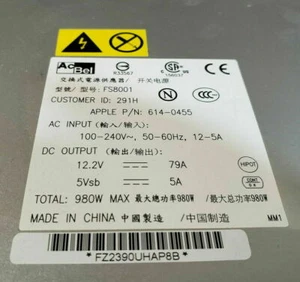 AcBel
R33567
交換式電源供應器/ 开关电源
型號/ 型号: FS8001
CUSTOMER ID: 291H
APPLE P/N: 614-0455
AC INPUT (輸入/输入):
100-240V~, 50-60Hz, 12-5A
DC OUTPUT (輸出/输出):
12.2V 79A
5Vsb 5A
HIPOT
TOTAL: 980W MAX 最大總功率980W /最大总功率980W
MADE IN CHINA 中國製造 /中国制造
MM1
*FZ2390UHAP8B*